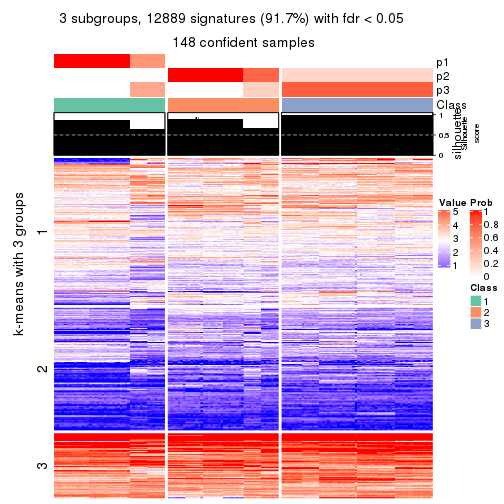 3 subgroups, 12889 signatures (91.7%) with fdr < 0.05
148 confident samples
p1
p2
p3
Class
silhouette
Silhouette
score
1
0.5
0
k-means with 3 groups
1
2
3
Value
5
4
3
2
1
Prob
1
0.8
0.6
0.4
0.2
0
Class
1
2
3